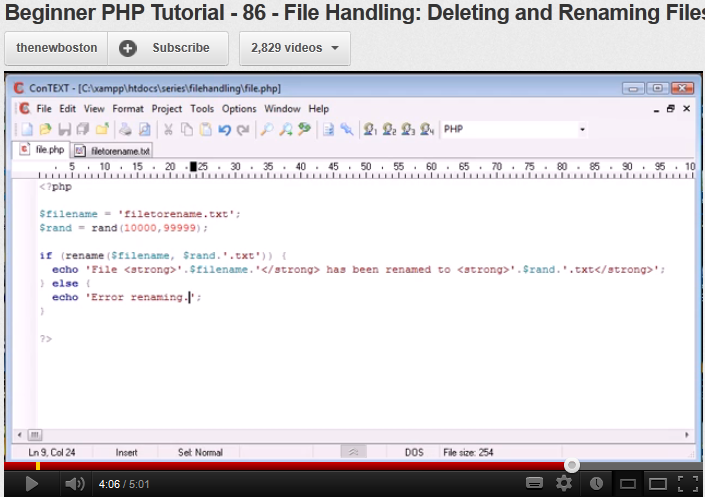 Beginner PHP Tutorial - 86 - File Handling: Deleting and Renaming Files
thenewboston Subscribe 2,829 videos
ConTEXT - [C:\xampp\htdocs\series\filehandling\file.php]
File Edit View Format Project Tools Options Window Help
PHP
file.php filetorename.txt
5 10 15 20 25 30 35 40 45 50 55 60 65 70 75 80 85 90 95 10
<?php
$filename = 'filetorename.txt';
$rand = rand(10000,99999);
if (rename($filename, $rand.'.txt')) {
echo 'File <strong>'.$filename.'</strong> has been renamed to <strong>'.$rand.'.txt</strong>';
} else {
echo 'Error renaming.';
}
?>
Ln 9, Col 24 Insert Sel: Normal DOS File size: 254
4:06 / 5:01